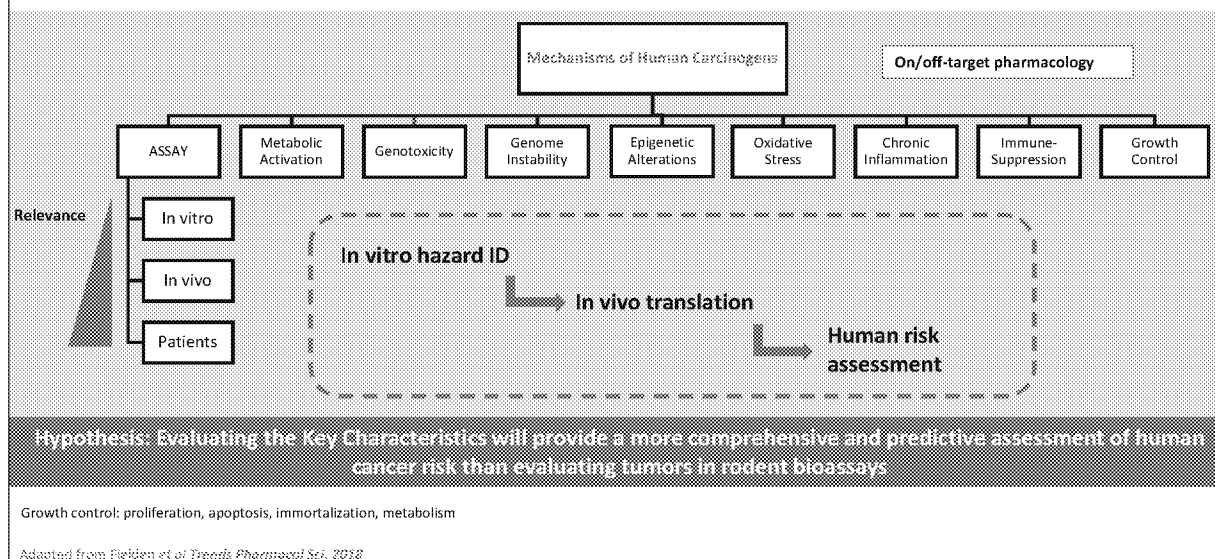 Mechanisms of Human Carcinogens
On/off-target pharmacology
ASSAY
Metabolic
Activation
Genotoxicity
Genome
Instability
Epigenetic
Alterations
Oxidative
Stress
Chronic
Inflammation
Immune-
Suppression
Growth
Control
Relevance
In vitro
In vivo
Patients
In vitro hazard ID
In vivo translation
Human risk
assessment
Hypothesis: Evaluating the Key Characteristics will provide a more comprehensive and predictive assessment of human
cancer risk than evaluating tumors in rodent bioassays
Growth control: proliferation, apoptosis, immortalization, metabolism
Adapted from Fielden et al Trends Pharmacol Sci. 2018